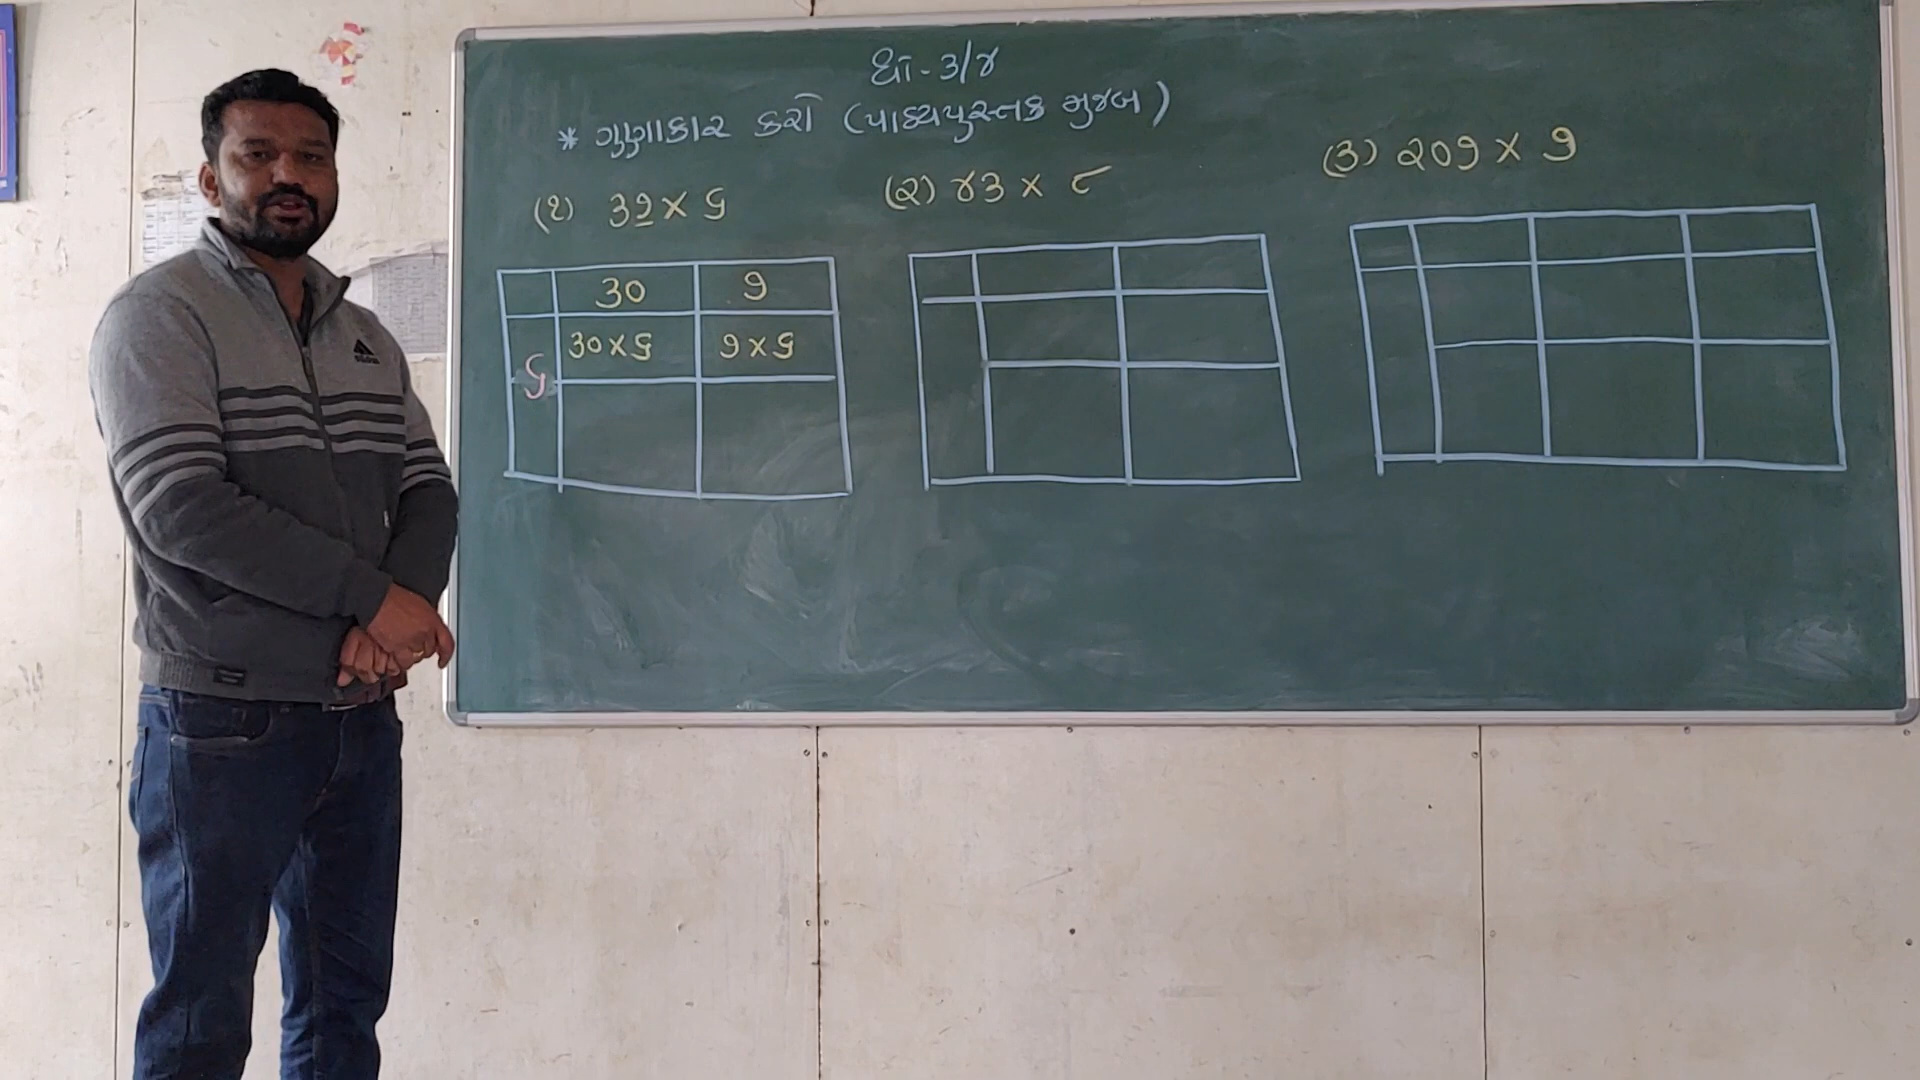 ધો - ૩/૪
* ગુણાકાર કરો (પાઠ્યપુસ્તક મુજબ)
(૧) ૩૭ × ૬
(૨) ૪૩ × ૮
(૩) ૨૦૭ × ૭
૩૦ ૭
૩૦×૬ ૭×૬
૬